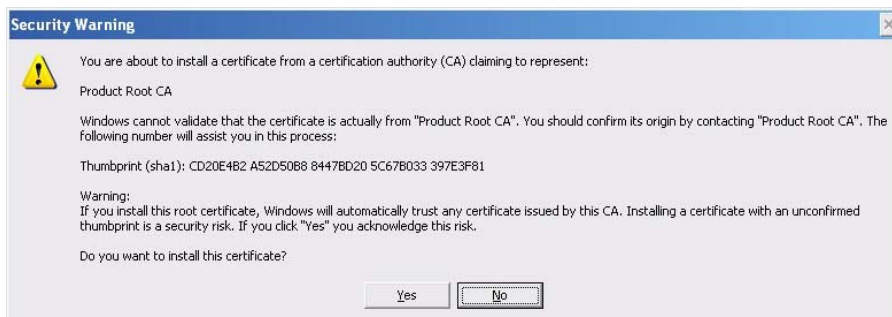 Security Warning
You are about to install a certificate from a certification authority (CA) claiming to represent:
Product Root CA
Windows cannot validate that the certificate is actually from "Product Root CA". You should confirm its origin by contacting "Product Root CA". The
following number will assist you in this process:
Thumbprint (sha1): CD20E4B2 A52D50B8 8447BD20 5C67B033 397E3F81
Warning:
If you install this root certificate, Windows will automatically trust any certificate issued by this CA. Installing a certificate with an unconfirmed
thumbprint is a security risk. If you click "Yes" you acknowledge this risk.
Do you want to install this certificate?
Yes No